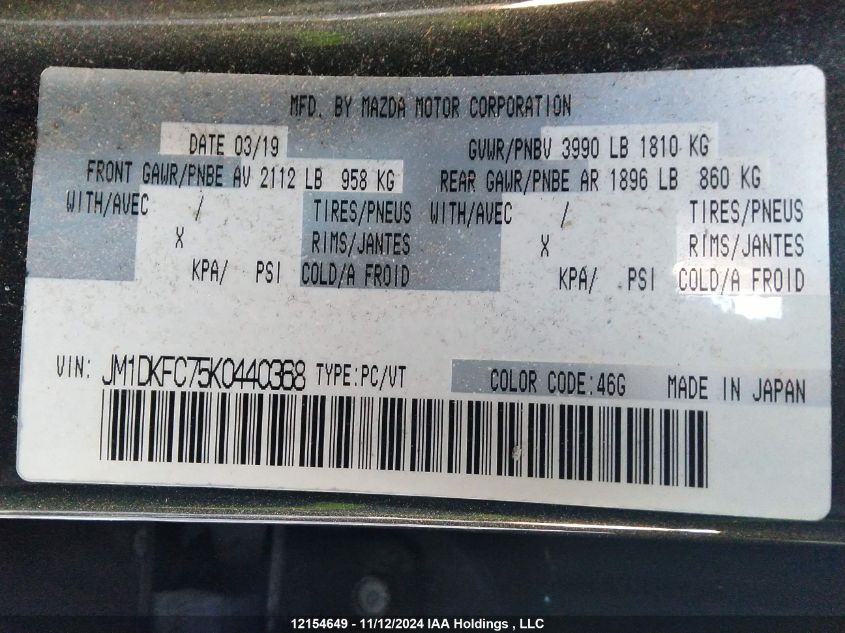 MFD. BY MAZDA MOTOR CORPORATION
DATE 03/19 GVWR/PNBV 3990 LB 1810 KG
FRONT GAWR/PNBE AV 2112 LB 958 KG REAR GAWR/PNBE AR 1896 LB 860 KG
WITH/AVEC / TIRES/PNEUS WITH/AVEC / TIRES/PNEUS
X RIMS/JANTES X RIMS/JANTES
KPA/ PSI COLD/A FROID KPA/ PSI COLD/A FROID
VIN: JM1DKFC75K0440368 TYPE:PC/VT COLOR CODE:46G MADE IN JAPAN
12154649 - 11/12/2024 IAA Holdings , LLC